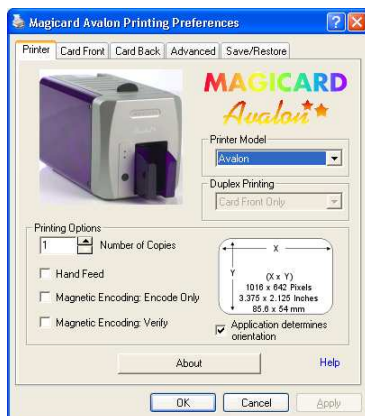 Magicard Avalon Printing Preferences
Printer
Card Front
Card Back
Advanced
Save/Restore
MAGICARD
Avalon
Printer Model
Avalon
Duplex Printing
Card Front Only
Printing Options
1 Number of Copies
Hand Feed
Magnetic Encoding: Encode Only
Magnetic Encoding: Verify
X
Y
(X x Y)
1016 x 642 Pixels
3.375 x 2.125 Inches
85.6 x 54 mm
Application determines
orientation
About
Help
OK
Cancel
Apply